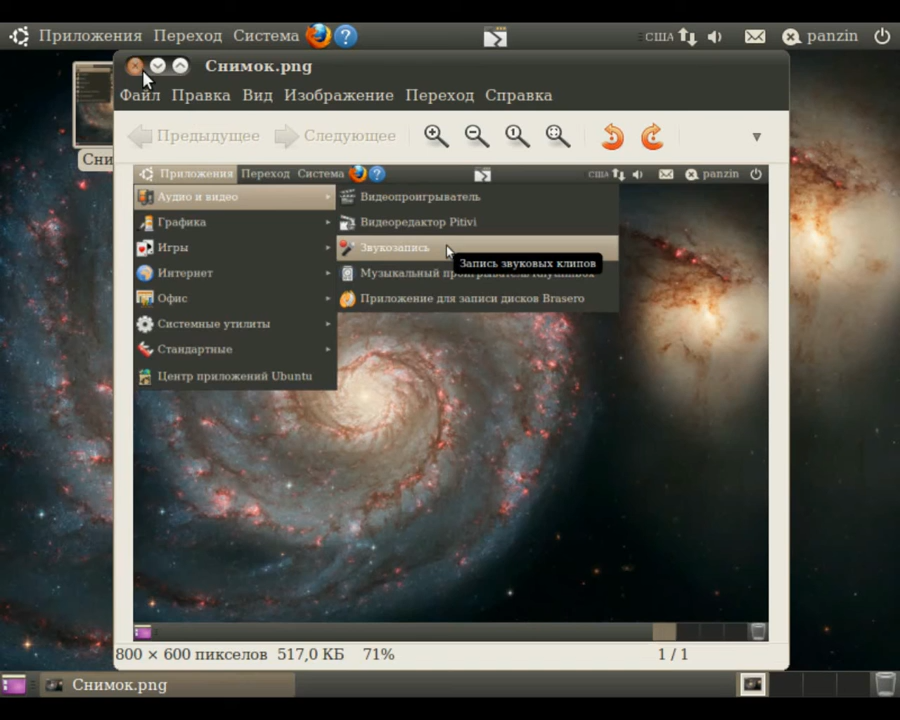 Приложения Переход Система США panzin
Сни
Снимок.png
Файл Правка Вид Изображение Переход Справка
Предыдущее Следующее
Приложения Переход Система США panzin
Аудио и видео Видеопроигрыватель
Графика Видеоредактор Pitivi
Игры Звукозапись
Запись звуковых клипов
Интернет Музыкальный
Офис Приложение для записи дисков Brasero
Системные утилиты
Стандартные
Центр приложений Ubuntu
800 × 600 пикселов 517,0 КБ 71% 1 / 1
Снимок.png